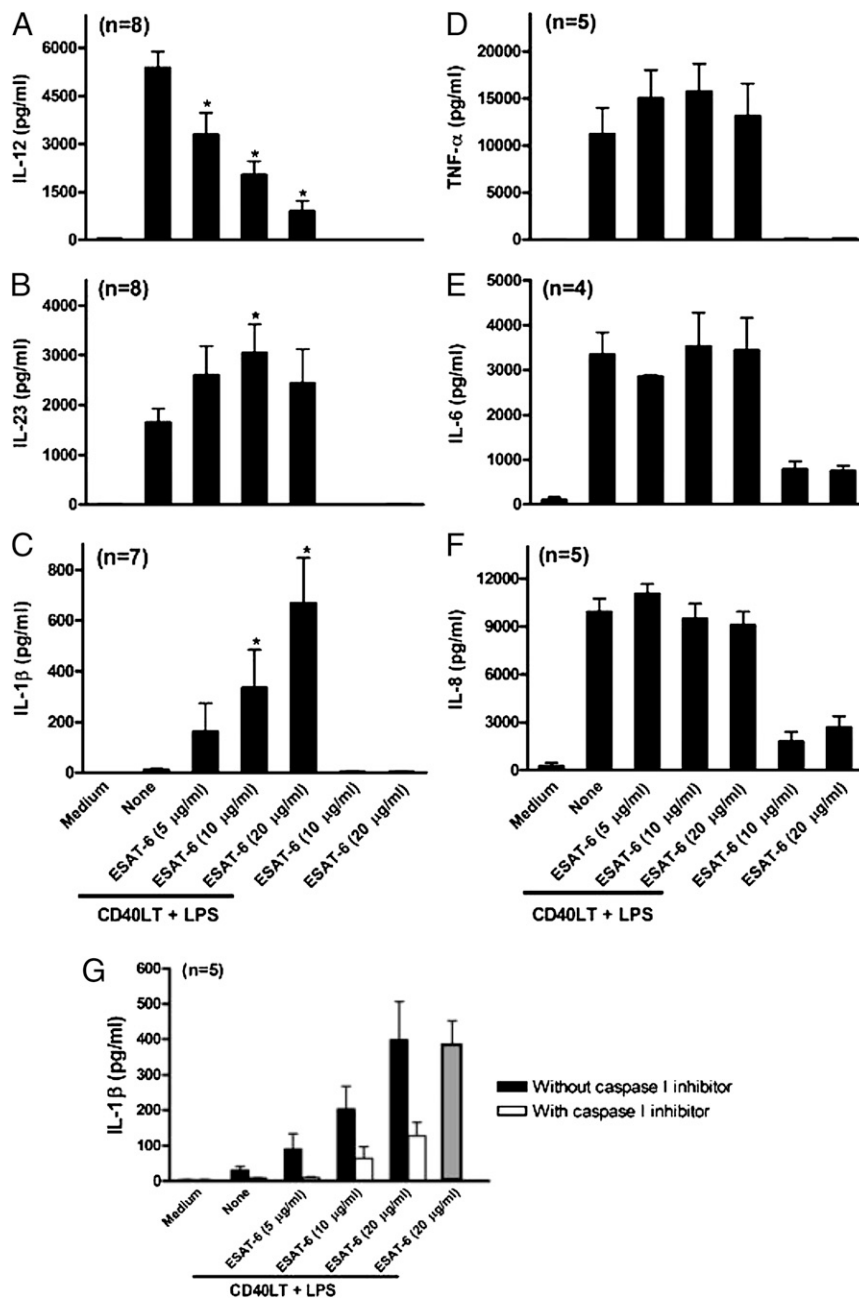 A
(n=8)
IL-12 (pg/ml)
6000
4500
3000
1500
0
*
*
*
B
(n=8)
IL-23 (pg/ml)
4000
3000
2000
1000
0
*
C
(n=7)
IL-1β (pg/ml)
800
600
400
200
0
*
*
Medium
None
ESAT-6 (5 µg/ml)
ESAT-6 (10 µg/ml)
ESAT-6 (20 µg/ml)
ESAT-6 (10 µg/ml)
ESAT-6 (20 µg/ml)
CD40LT + LPS
D
(n=5)
TNF-α (pg/ml)
20000
15000
10000
5000
0
E
(n=4)
IL-6 (pg/ml)
5000
4000
3000
2000
1000
0
F
(n=5)
IL-8 (pg/ml)
12000
9000
6000
3000
0
Medium
None
ESAT-6 (5 µg/ml)
ESAT-6 (10 µg/ml)
ESAT-6 (20 µg/ml)
ESAT-6 (10 µg/ml)
ESAT-6 (20 µg/ml)
CD40LT + LPS
G
(n=5)
IL-1β (pg/ml)
600
500
400
300
200
100
0
Medium
None
ESAT-6 (5 µg/ml)
ESAT-6 (10 µg/ml)
ESAT-6 (20 µg/ml)
ESAT-6 (20 µg/ml)
CD40LT + LPS
Without caspase I inhibitor
With caspase I inhibitor